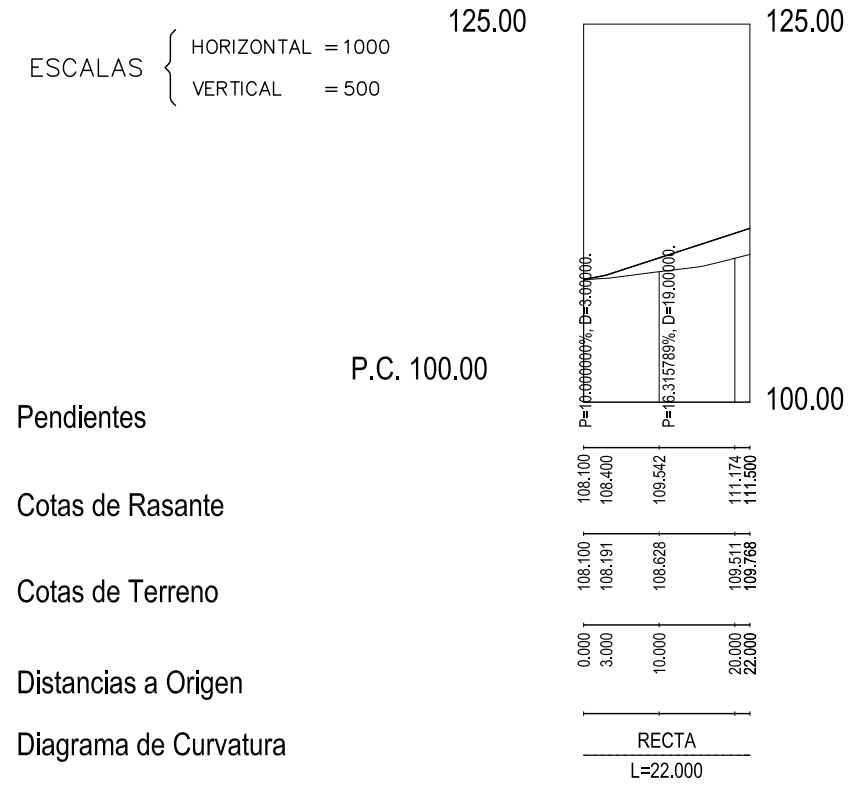 125.00
125.00
ESCALAS
HORIZONTAL = 1000
VERTICAL = 500
P=10.000000%, D=3.00000.
P=16.315789%, D=19.00000.
P.C. 100.00
100.00
Pendientes
108.100
108.400
109.542
111.174
111.500
Cotas de Rasante
108.100
108.191
108.628
109.511
109.768
Cotas de Terreno
0.000
3.000
10.000
20.000
22.000
Distancias a Origen
Diagrama de Curvatura
RECTA
L=22.000